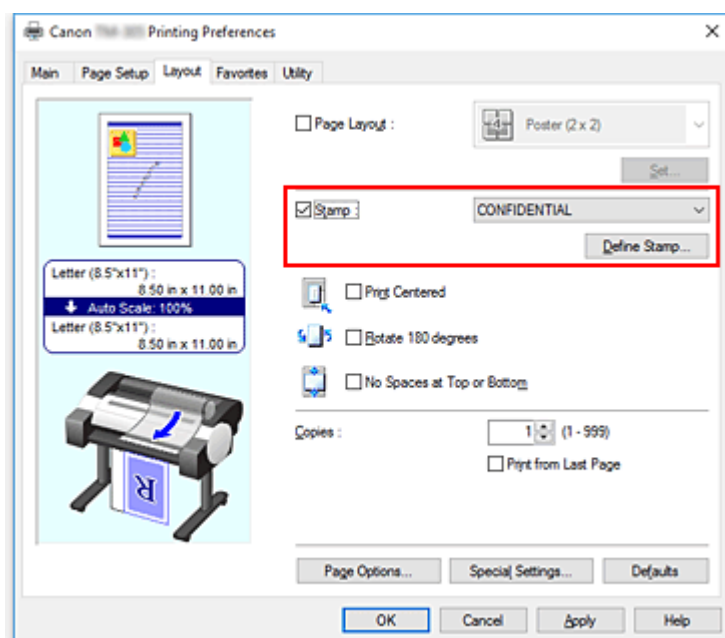 Canon Printing Preferences
Main Page Setup Layout Favorites Utility
Page Layout :
4
Poster (2 x 2)
Set...
Stamp :
CONFIDENTIAL
Define Stamp...
Letter (8.5"x11") :
8.50 in x 11.00 in
Auto Scale: 100%
Letter (8.5"x11") :
8.50 in x 11.00 in
Print Centered
Rotate 180 degrees
No Spaces at Top or Bottom
R
Copies :
1 (1 - 999)
Print from Last Page
Page Options... Special Settings... Defaults
OK Cancel Apply Help